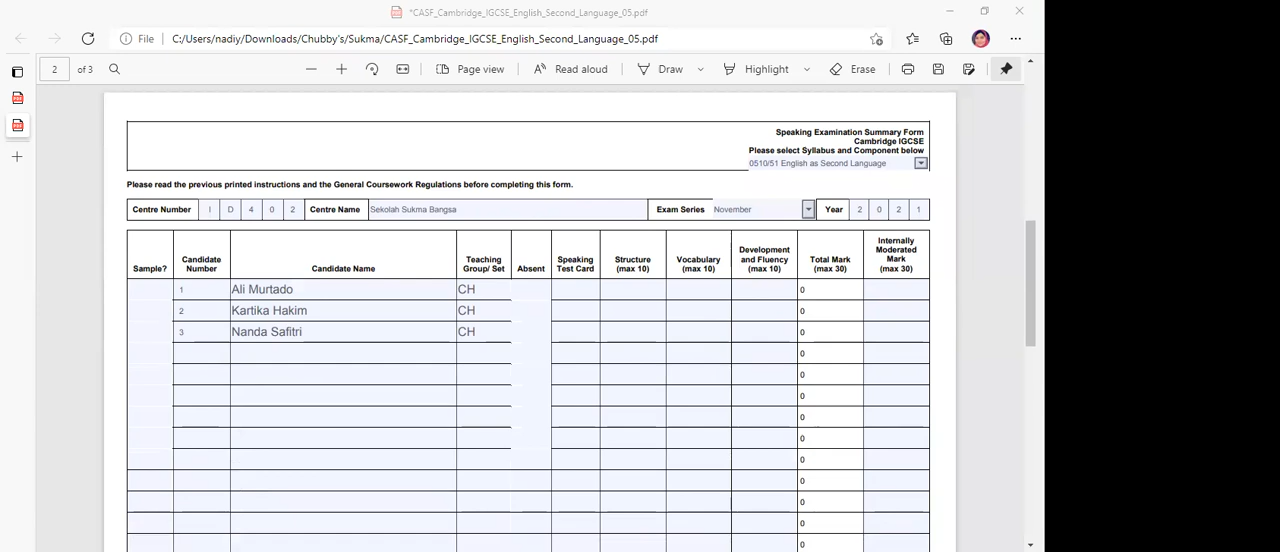 *CASF_Cambridge_IGCSE_English_Second_Language_05.pdf
File C:/Users/nadiy/Downloads/Chubby's/Sukma/CASF_Cambridge_IGCSE_English_Second_Language_05.pdf
2 of 3 Page view Read aloud Draw Highlight Erase
Speaking Examination Summary Form
Cambridge IGCSE
Please select Syllabus and Component below
0510/51 English as Second Language
Please read the previous printed instructions and the General Coursework Regulations before completing this form.
Centre Number I D 4 0 2 Centre Name Sekolah Sukma Bangsa Exam Series November Year 2 0 2 1
Sample? Candidate Number Candidate Name Teaching Group/ Set Absent Speaking Test Card Structure (max 10) Vocabulary (max 10) Development and Fluency (max 10) Total Mark (max 30) Internally Moderated Mark (max 30)
1 Ali Murtado CH 0
2 Kartika Hakim CH 0
3 Nanda Safitri CH 0
0
0
0
0
0
0
0
0
0
0